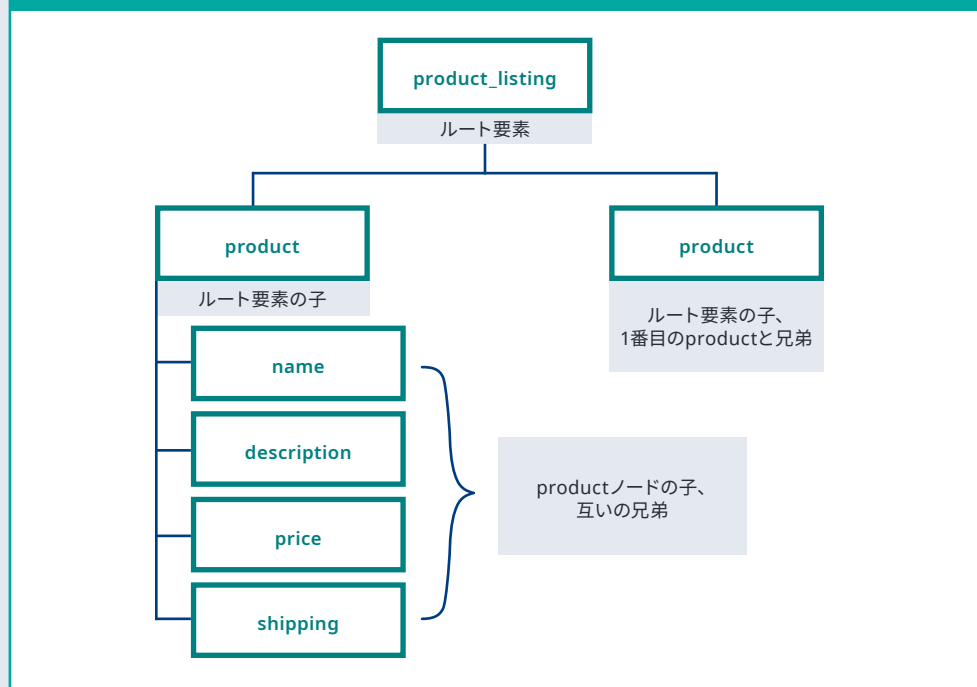 product_listing
ルート要素
product
ルート要素の子
product
ルート要素の子、
1番目のproductと兄弟
name
description
price
shipping
productノードの子、
互いの兄弟